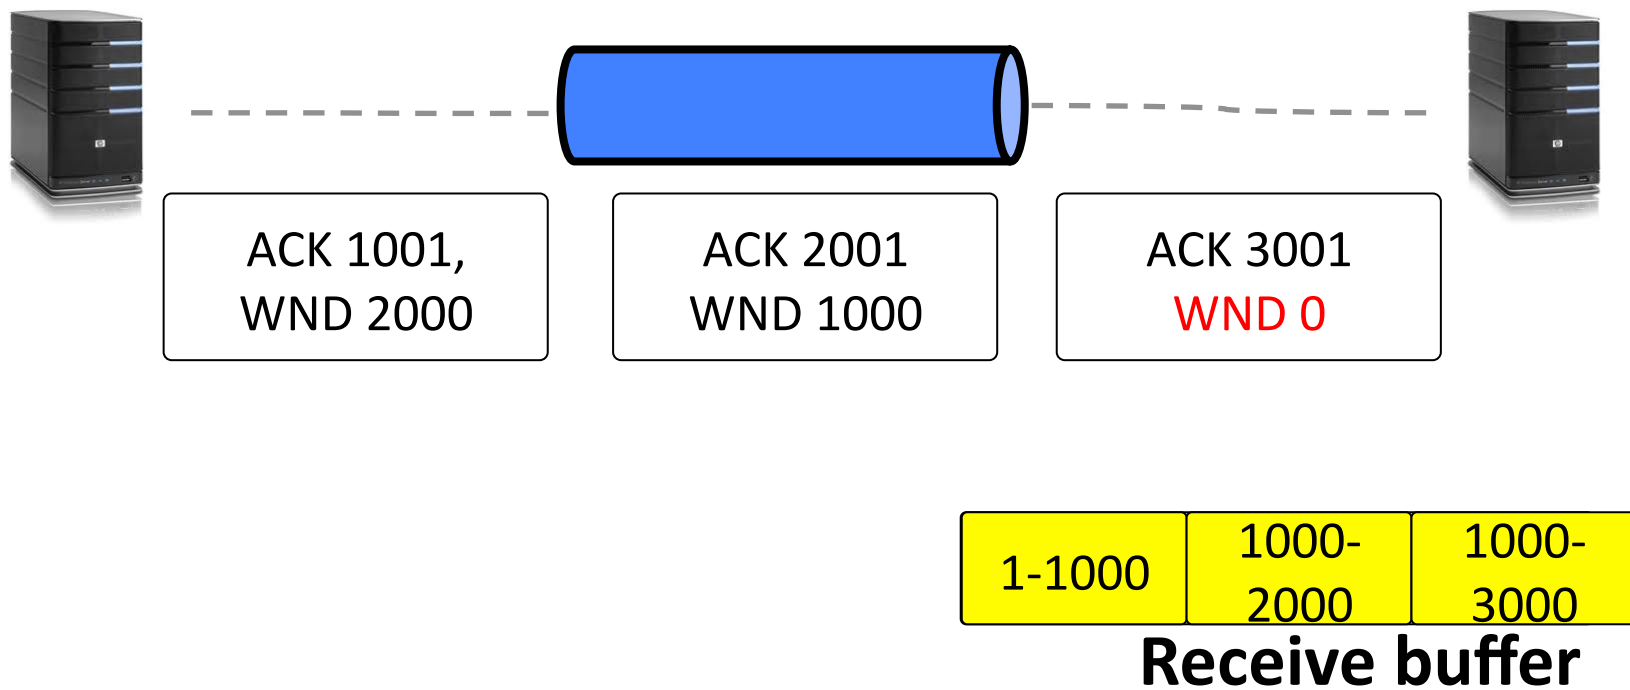 ACK 1001,
WND 2000
ACK 2001
WND 1000
ACK 3001
WND 0
1-1000
1000-
2000
1000-
3000
Receive buffer